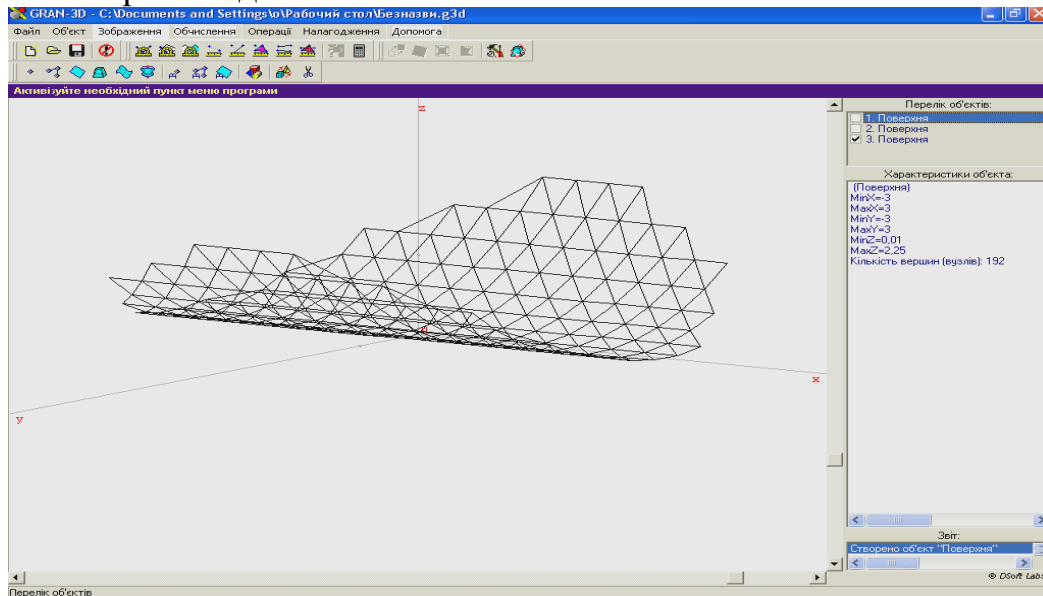 GRAN-3D - C:\Documents and Settings\o\Рабочий стол\Безназви.g3d
Файл Об'єкт Зображення Обчислення Операції Налагодження Допомога
Активізуйте необхідний пункт меню програми
z
x
y
Перелік об'єктів:
1. Поверхня
2. Поверхня
3. Поверхня
Характеристики об'єкта:
(Поверхня)
MinX=-3
MaxX=3
MinY=-3
MaxY=3
MinZ=0,01
MaxZ=2,25
Кількість вершин (вузлів): 192
Звіт:
Створено об'єкт "Поверхня"
© DSoft Labs
Перелік об'єктів